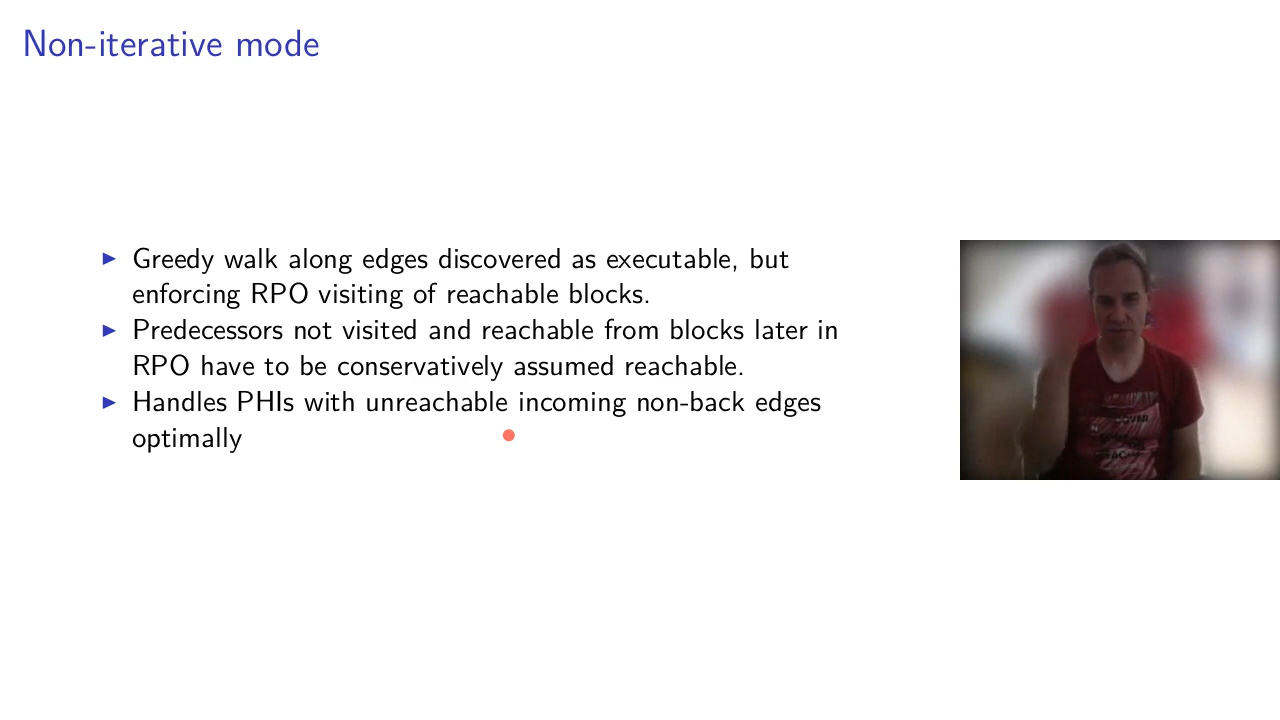 Non-iterative mode
Greedy walk along edges discovered as executable, but
enforcing RPO visiting of reachable blocks.
Predecessors not visited and reachable from blocks later in
RPO have to be conservatively assumed reachable.
Handles PHIs with unreachable incoming non-back edges
optimally